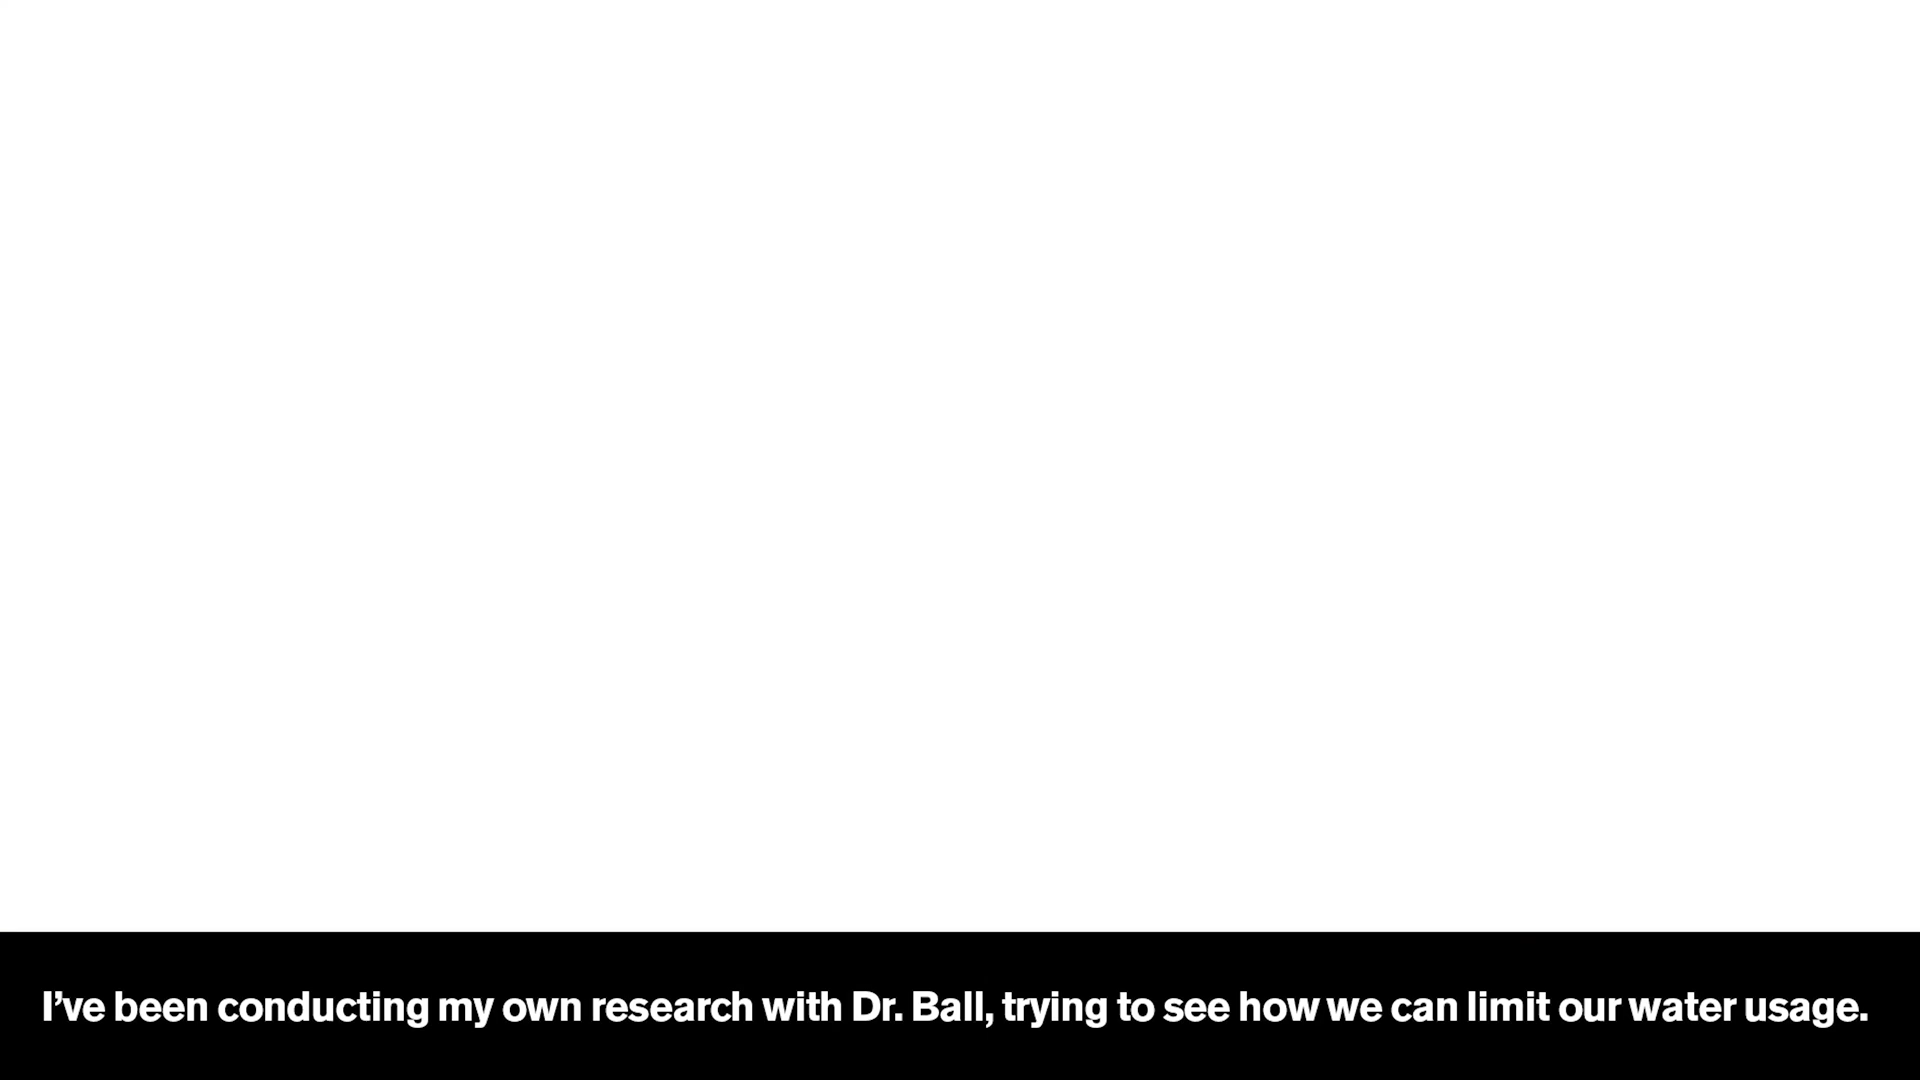 I’ve been conducting my own research with Dr. Ball, trying to see how we can limit our water usage.